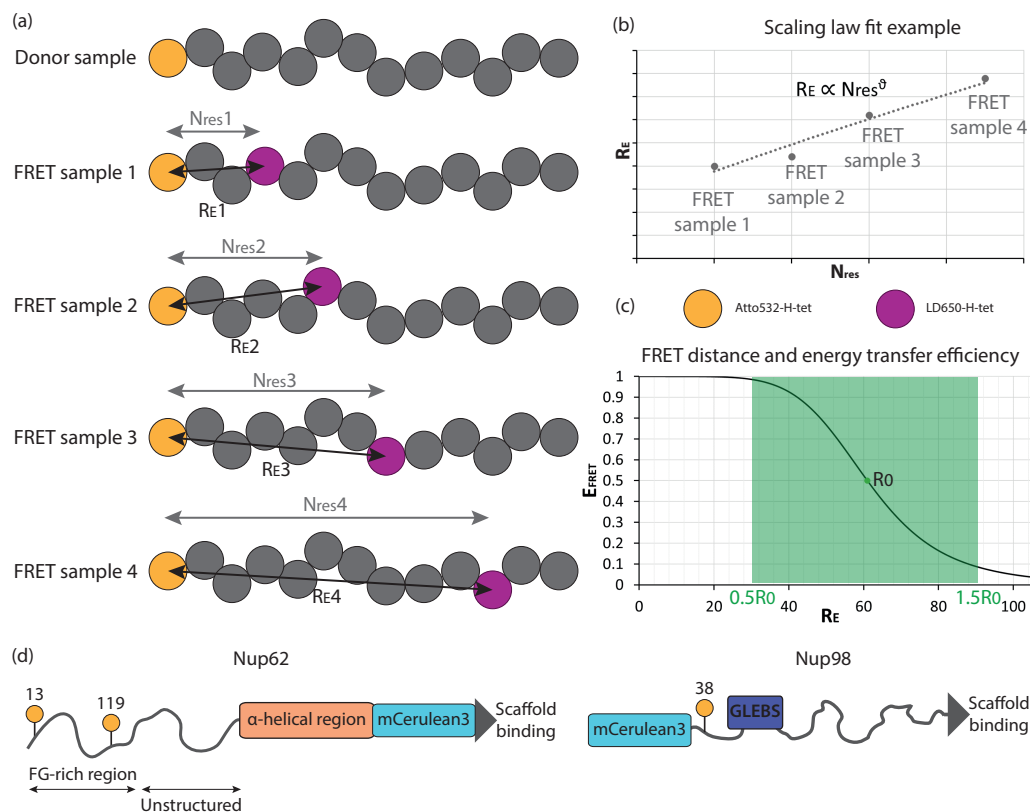 (a)
Donor sample
Nres1
FRET sample 1
RE1
Nres2
FRET sample 2
RE2
Nres3
FRET sample 3
RE3
Nres4
FRET sample 4
RE4
(b)
Scaling law fit example
RE ∝ Nresᶿ
RE
FRET
sample 1
FRET
sample 2
FRET
sample 3
FRET
sample 4
Nres
Atto532-H-tet
LD650-H-tet
(c)
FRET distance and energy transfer efficiency
EFRET
1
0.9
0.8
0.7
0.6
0.5
0.4
0.3
0.2
0.1
0
R0
0
20
40
60
80
100
0.5R0
1.5R0
RE
(d)
Nup62
13
119
α-helical region
mCerulean3
Scaffold
binding
FG-rich region
Unstructured
Nup98
38
mCerulean3
GLEBS
Scaffold
binding